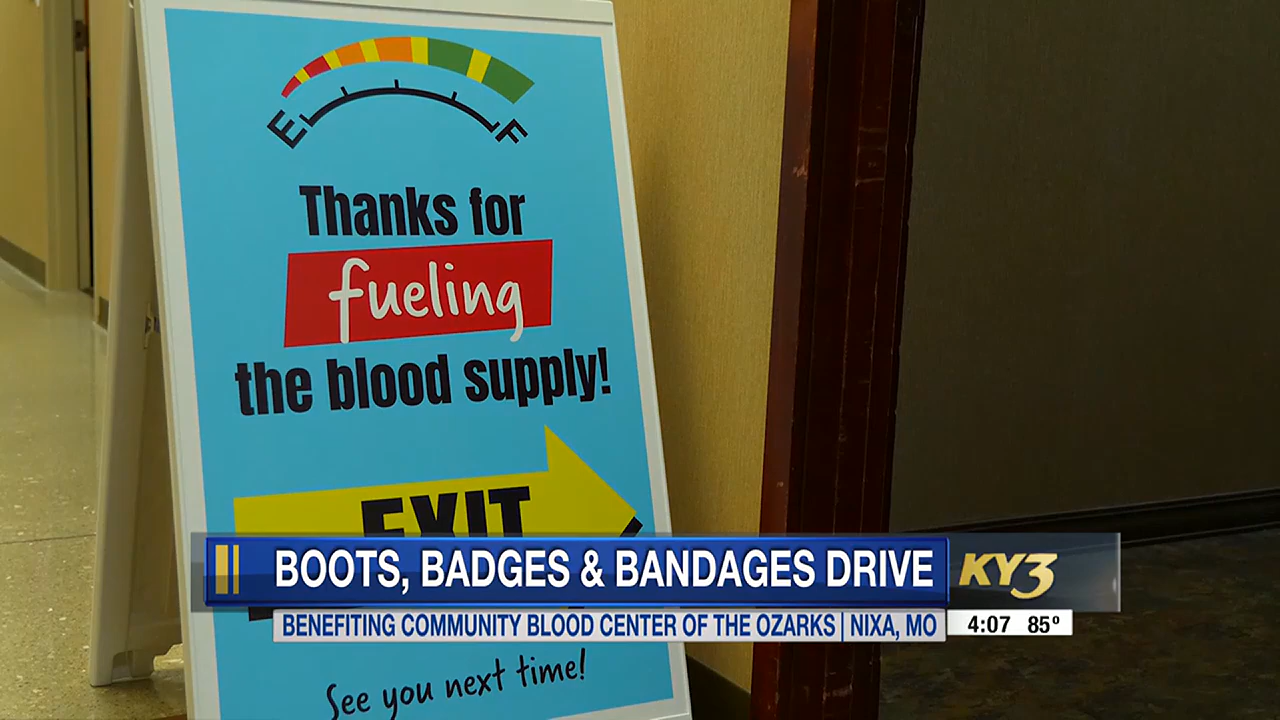 E F
Thanks for
fueling
the blood supply!
EXIT
BOOTS, BADGES & BANDAGES DRIVE
KY3
BENEFITING COMMUNITY BLOOD CENTER OF THE OZARKS | NIXA, MO
4:07 85º
See you next time!